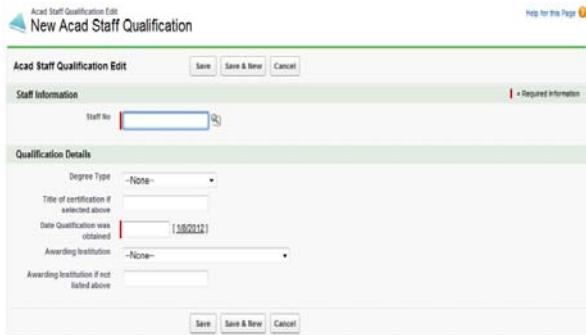 Acad Staff Qualification Edit
New Acad Staff Qualification
Help for this Page
Acad Staff Qualification Edit
Save Save & New Cancel
Staff Information
= Required Information
Staff No
Qualification Details
Degree Type --None--
Title of certification if
selected above
Date Qualification was
obtained [ 1/8/2012 ]
Awarding Institution --None--
Awarding Institution if not
listed above
Save Save & New Cancel